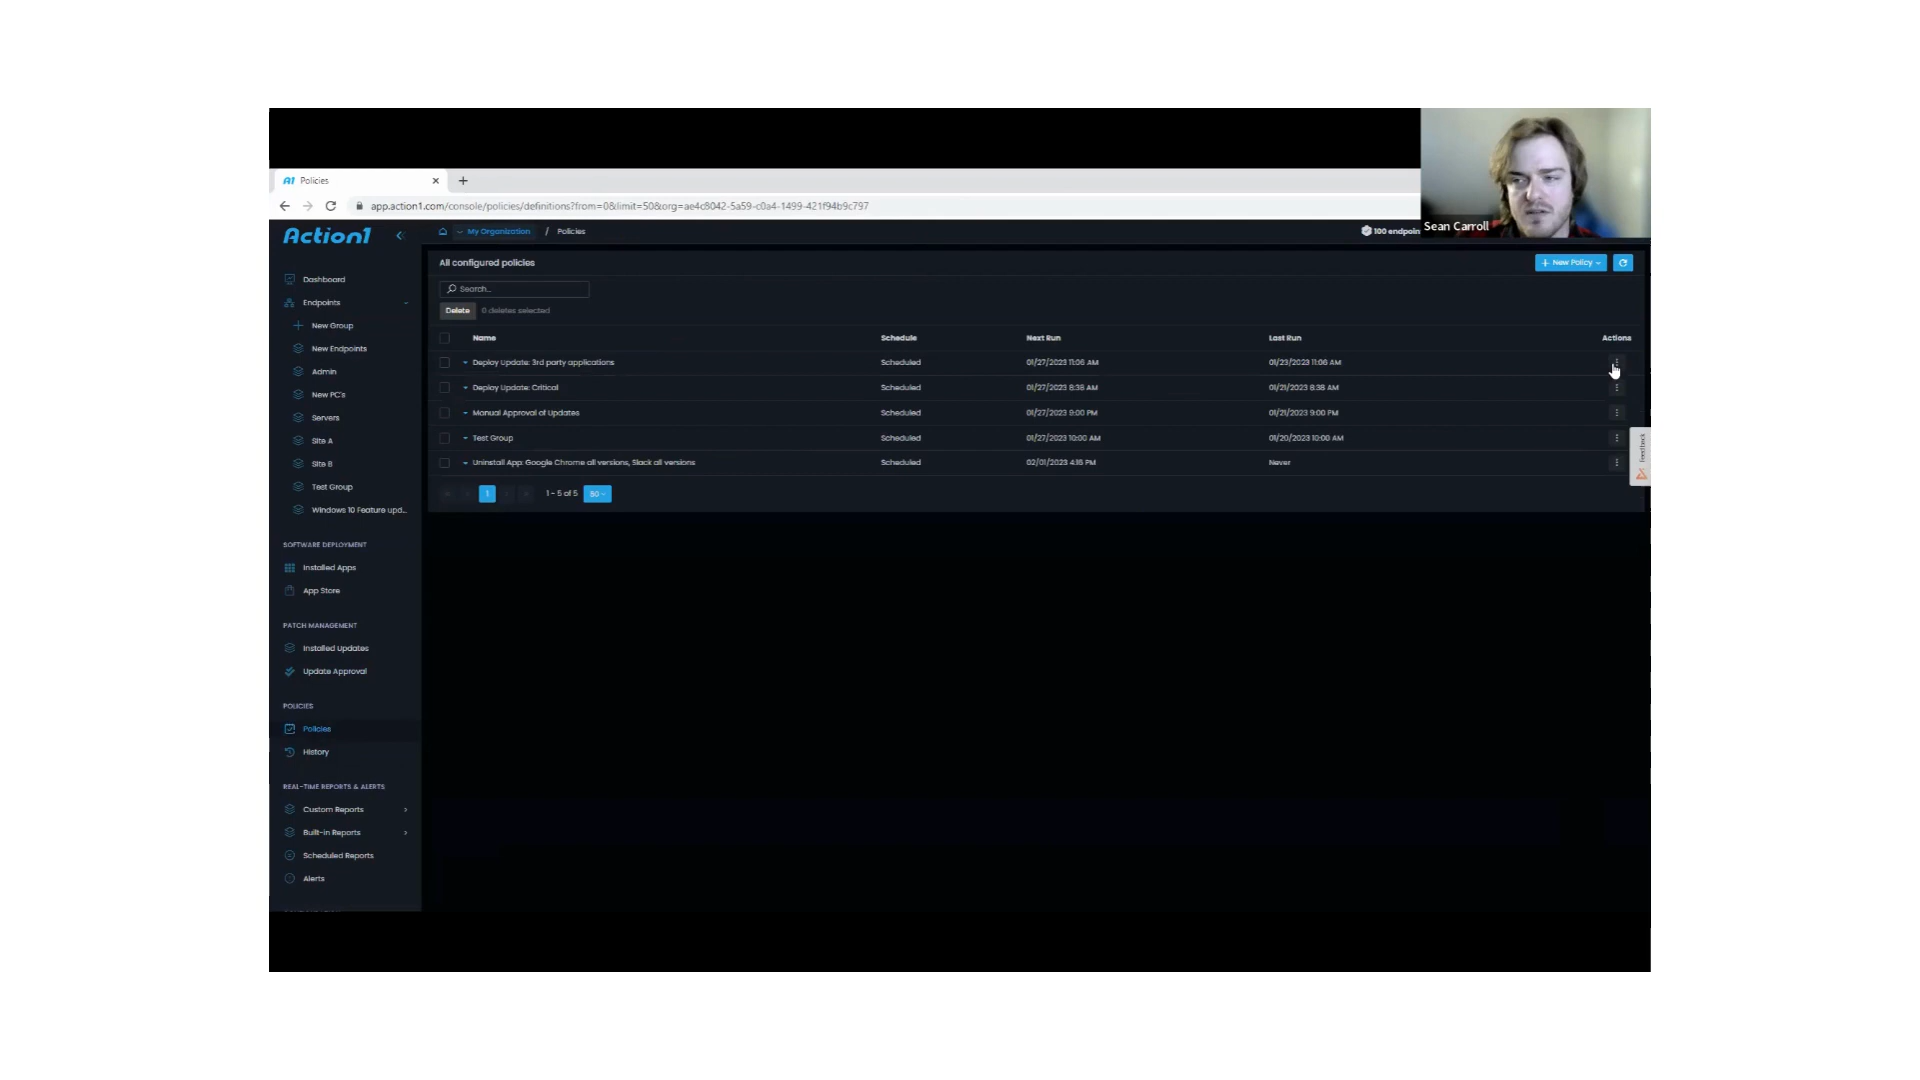 Policies
app.action1.com/console/policies/definitions?from=0&limit=50&org=ae4c8042-5a59-c0a4-1499-421f94b9c797
Sean Carroll
Action1
My Organization / Policies
100 endpoin
All configured policies
+ New Policy
Search...
Delete 0 deletes selected
Name Schedule Next Run Last Run Actions
Deploy Update: 3rd party applications Scheduled 01/27/2023 11:06 AM 01/23/2023 11:06 AM
Deploy Update: Critical Scheduled 01/27/2023 8:38 AM 01/21/2023 8:38 AM
Manual Approval of Updates Scheduled 01/27/2023 9:00 PM 01/21/2023 9:00 PM
Test Group Scheduled 01/27/2023 10:00 AM 01/20/2023 10:00 AM
Uninstall App: Google Chrome all versions, Slack all versions Scheduled 02/01/2023 4:15 PM Never
1 1 - 5 of 5 50
Feedback
Dashboard
Endpoints
New Group
New Endpoints
Admin
New PC's
Servers
Site A
Site B
Test Group
Windows 10 Feature upd...
SOFTWARE DEPLOYMENT
Installed Apps
App Store
PATCH MANAGEMENT
Installed Updates
Update Approval
POLICIES
Policies
History
REAL-TIME REPORTS & ALERTS
Custom Reports
Built-in Reports
Scheduled Reports
Alerts